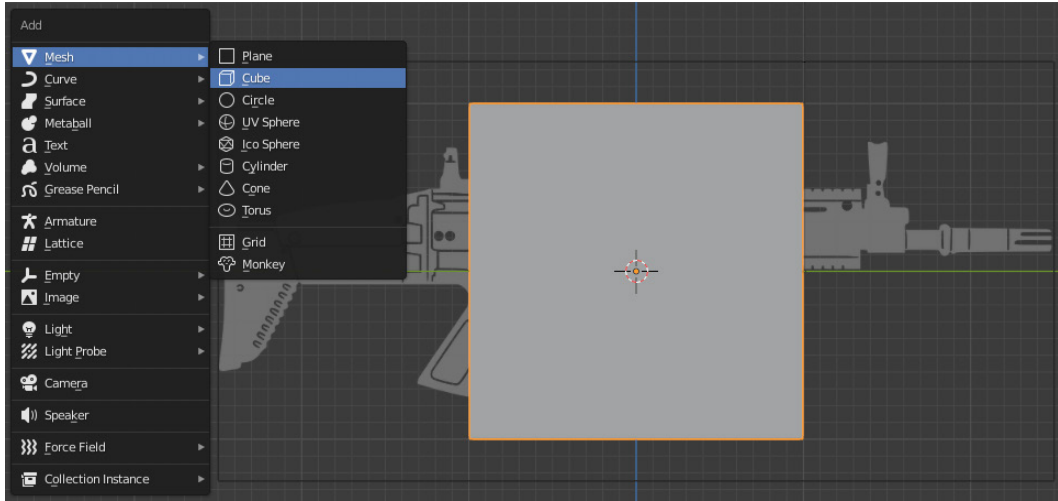 Add
Mesh
Curve
Surface
Metaball
Text
Volume
Grease Pencil
Armature
Lattice
Empty
Image
Light
Light Probe
Camera
Speaker
Force Field
Collection Instance
Plane
Cube
Circle
UV Sphere
Ico Sphere
Cylinder
Cone
Torus
Grid
Monkey